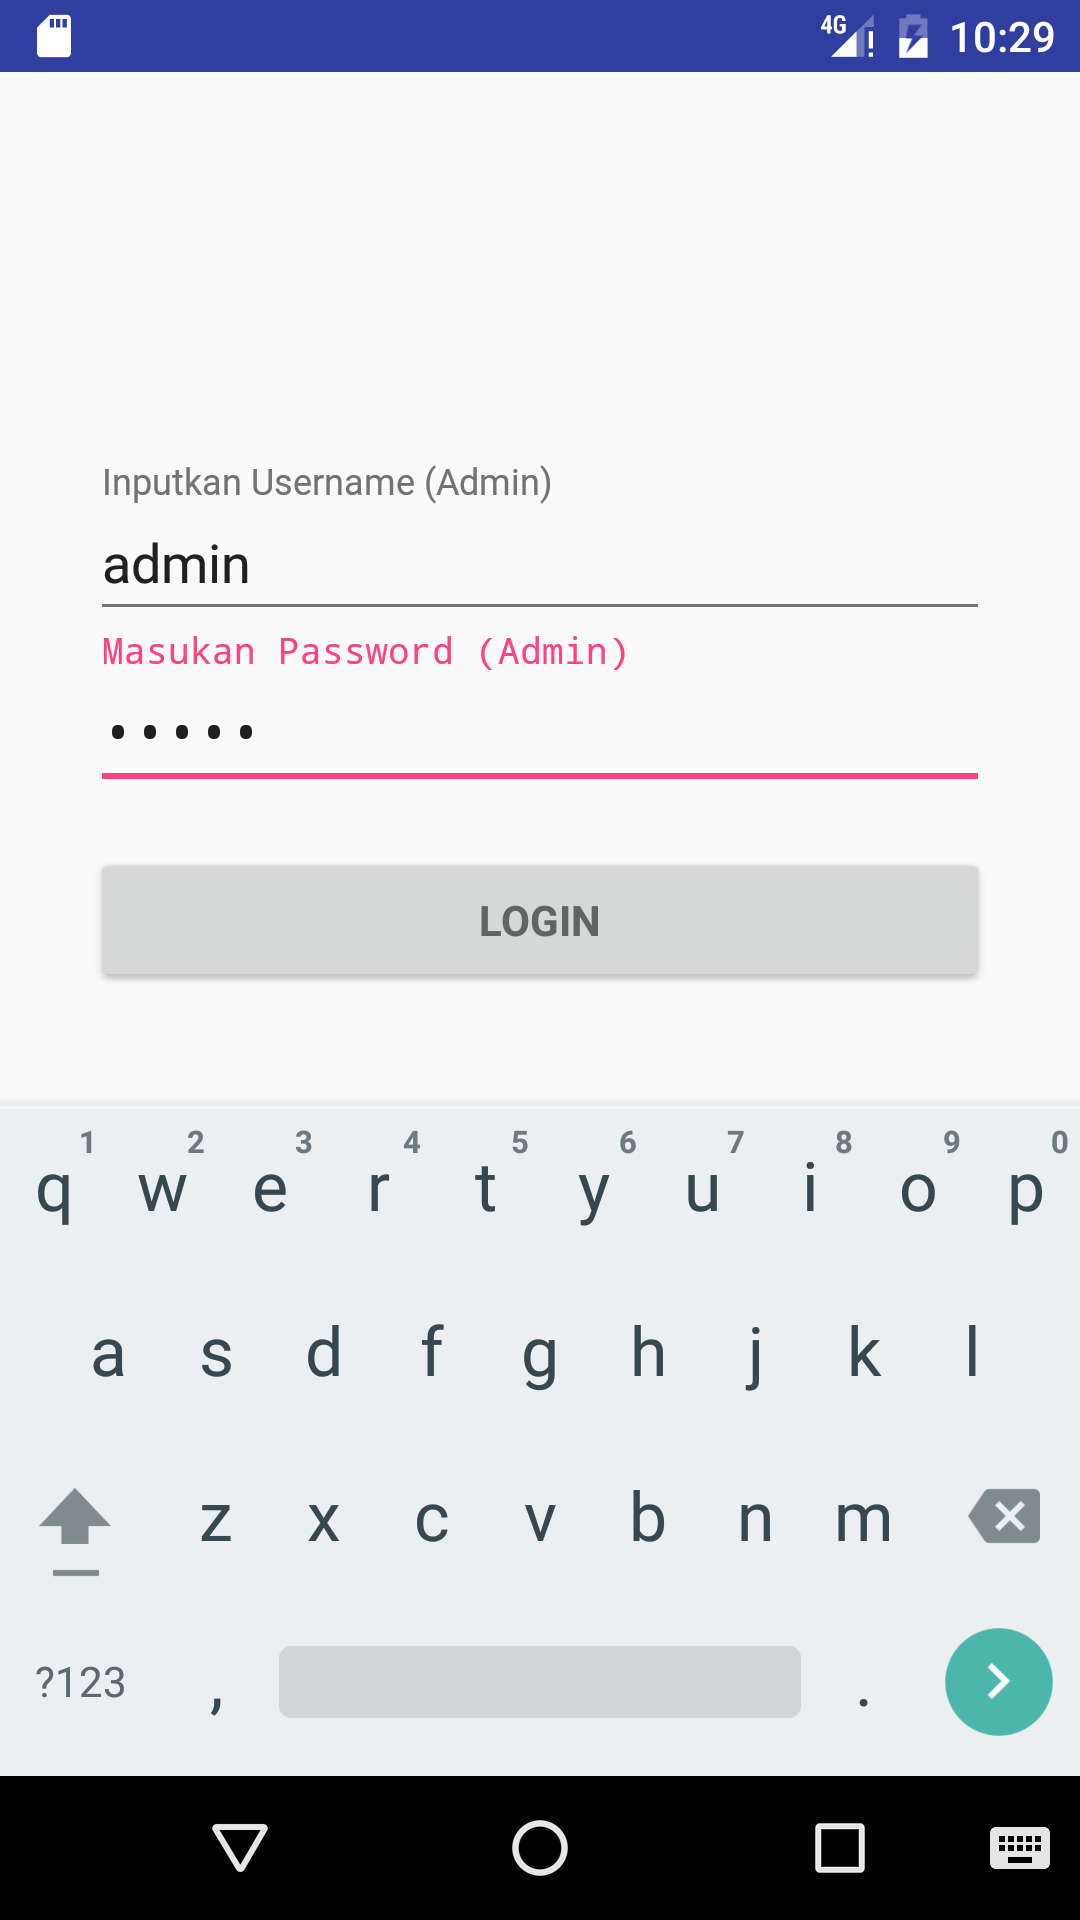 4G 10:29
Inputkan Username (Admin)
admin
Masukan Password (Admin)
•••••
LOGIN
1 2 3 4 5 6 7 8 9 0
q w e r t y u i o p
a s d f g h j k l
z x c v b n m
?123 , .